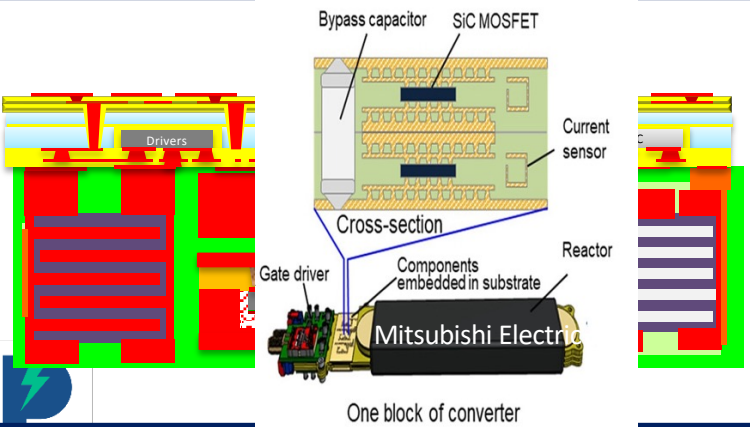 Bypass capacitor
SiC MOSFET
Drivers
C
Current
sensor
Cross-section
Reactor
Gate driver
Components
embedded in substrate
Mitsubishi Electric
One block of converter